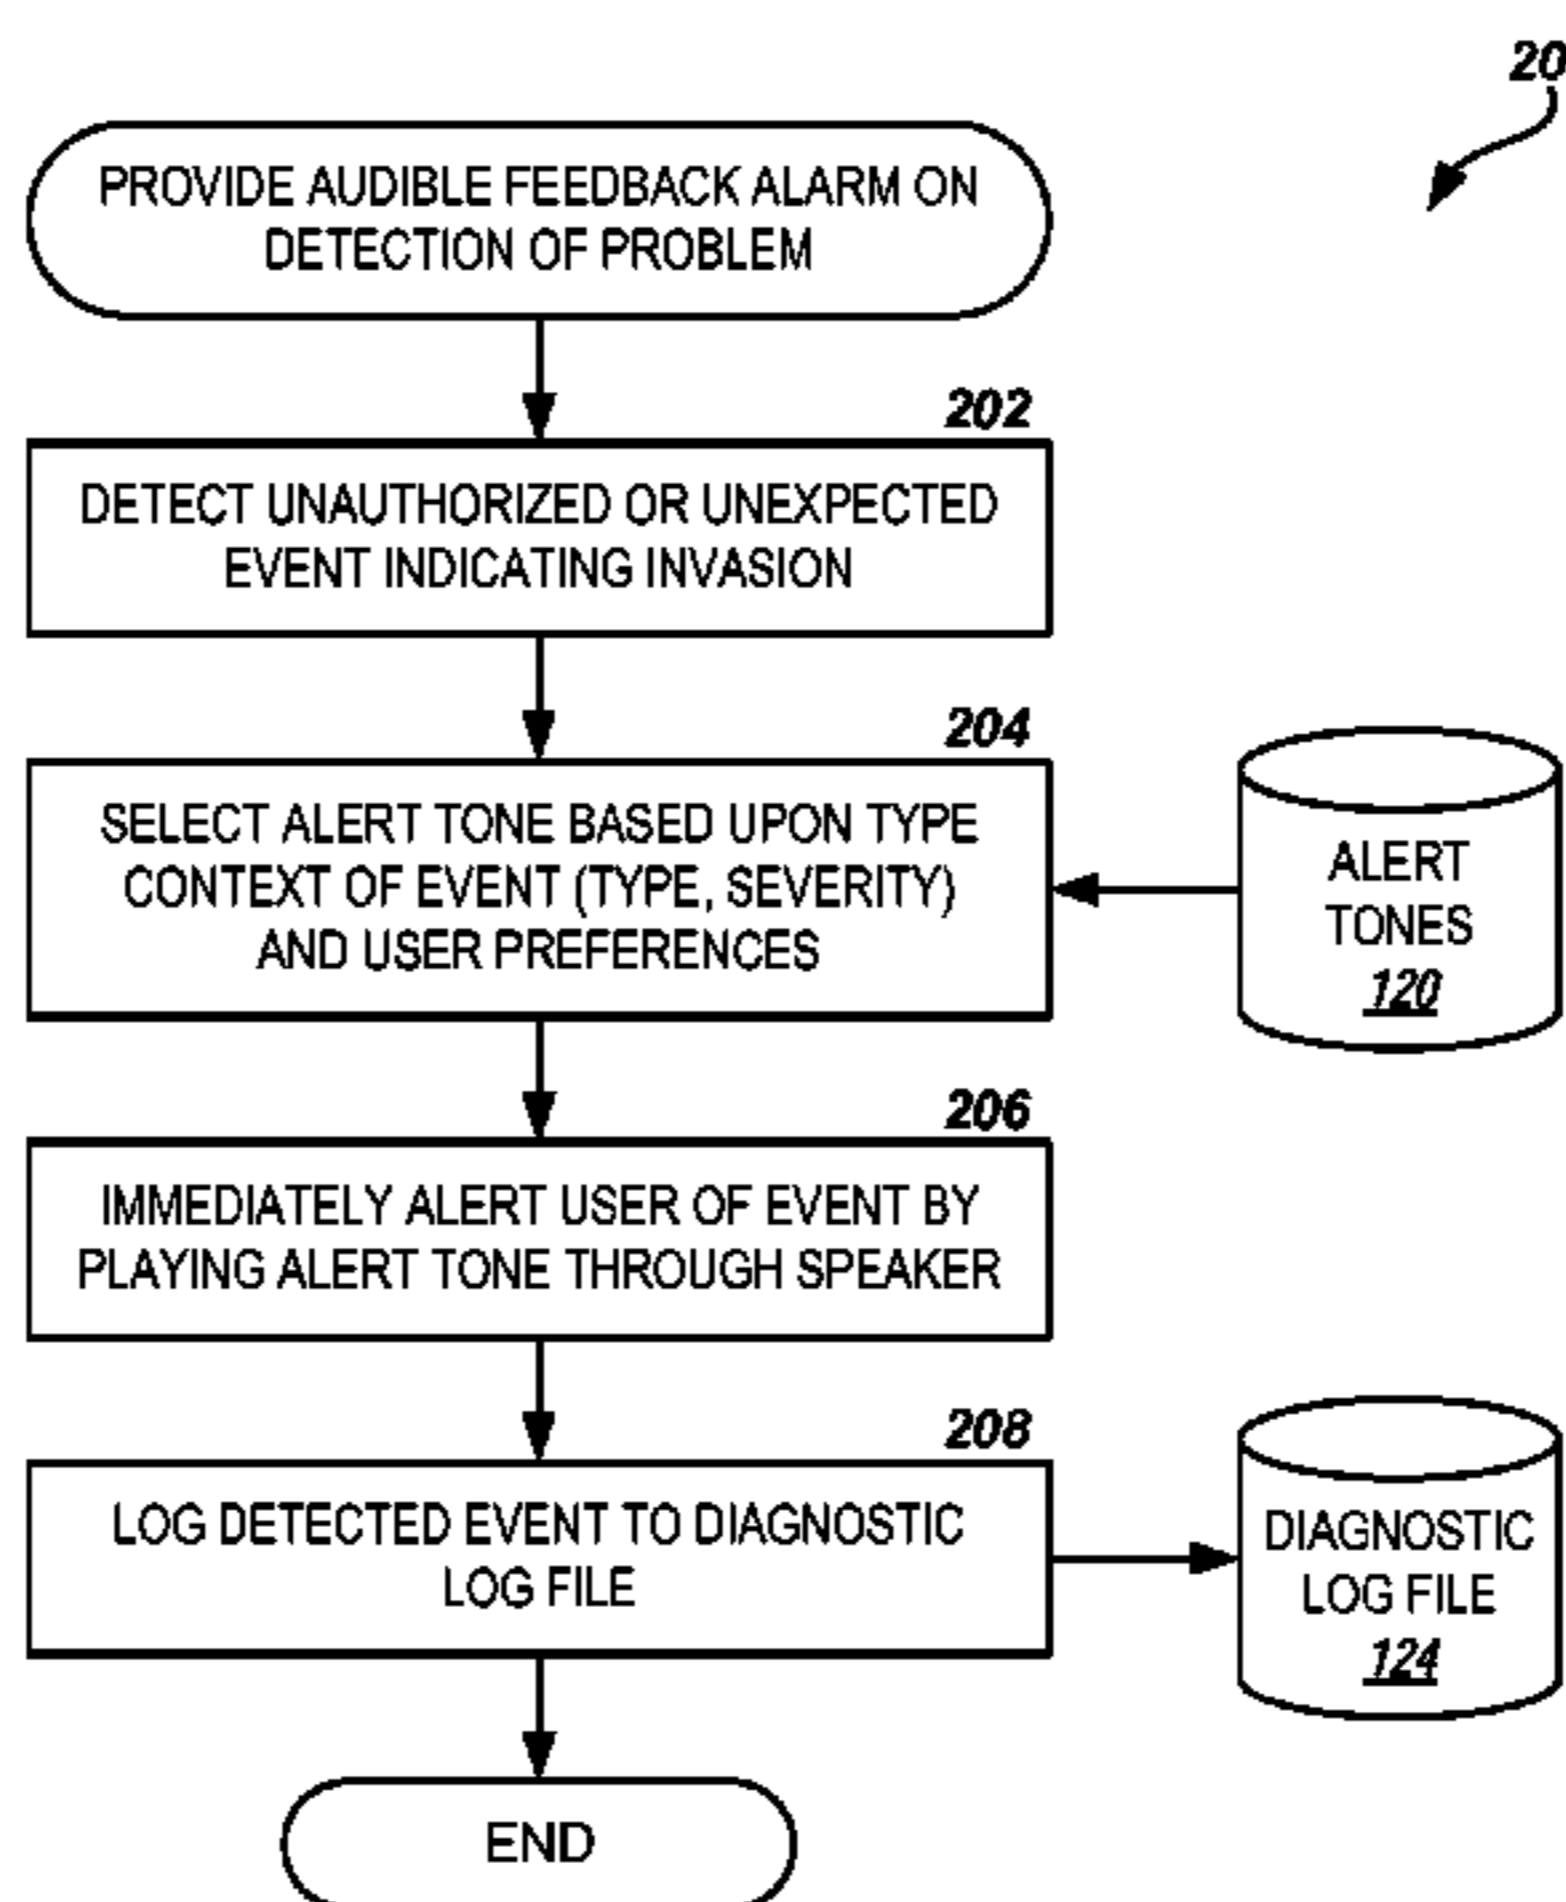 20
PROVIDE AUDIBLE FEEDBACK ALARM ON
DETECTION OF PROBLEM
202
DETECT UNAUTHORIZED OR UNEXPECTED
EVENT INDICATING INVASION
204
SELECT ALERT TONE BASED UPON TYPE
CONTEXT OF EVENT (TYPE, SEVERITY)
AND USER PREFERENCES
ALERT
TONES
120
206
IMMEDIATELY ALERT USER OF EVENT BY
PLAYING ALERT TONE THROUGH SPEAKER
208
LOG DETECTED EVENT TO DIAGNOSTIC
LOG FILE
DIAGNOSTIC
LOG FILE
124
END